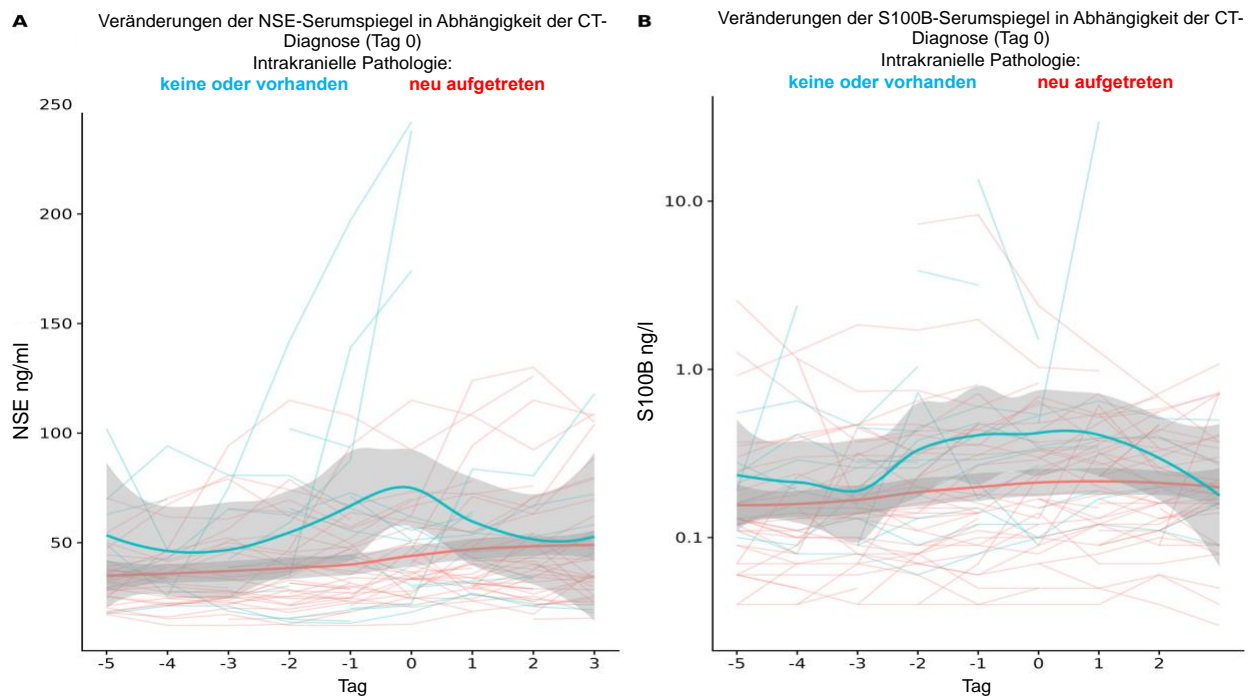 A
Veränderungen der NSE-Serumspiegel in Abhängigkeit der CT-
Diagnose (Tag 0)
Intrakranielle Pathologie:
keine oder vorhanden neu aufgetreten
250
200
150
100
50
NSE ng/ml
-5 -4 -3 -2 -1 0 1 2 3
Tag
B
Veränderungen der S100B-Serumspiegel in Abhängigkeit der CT-
Diagnose (Tag 0)
Intrakranielle Pathologie:
keine oder vorhanden neu aufgetreten
10.0
1.0
0.1
S100B ng/l
-5 -4 -3 -2 -1 0 1 2
Tag